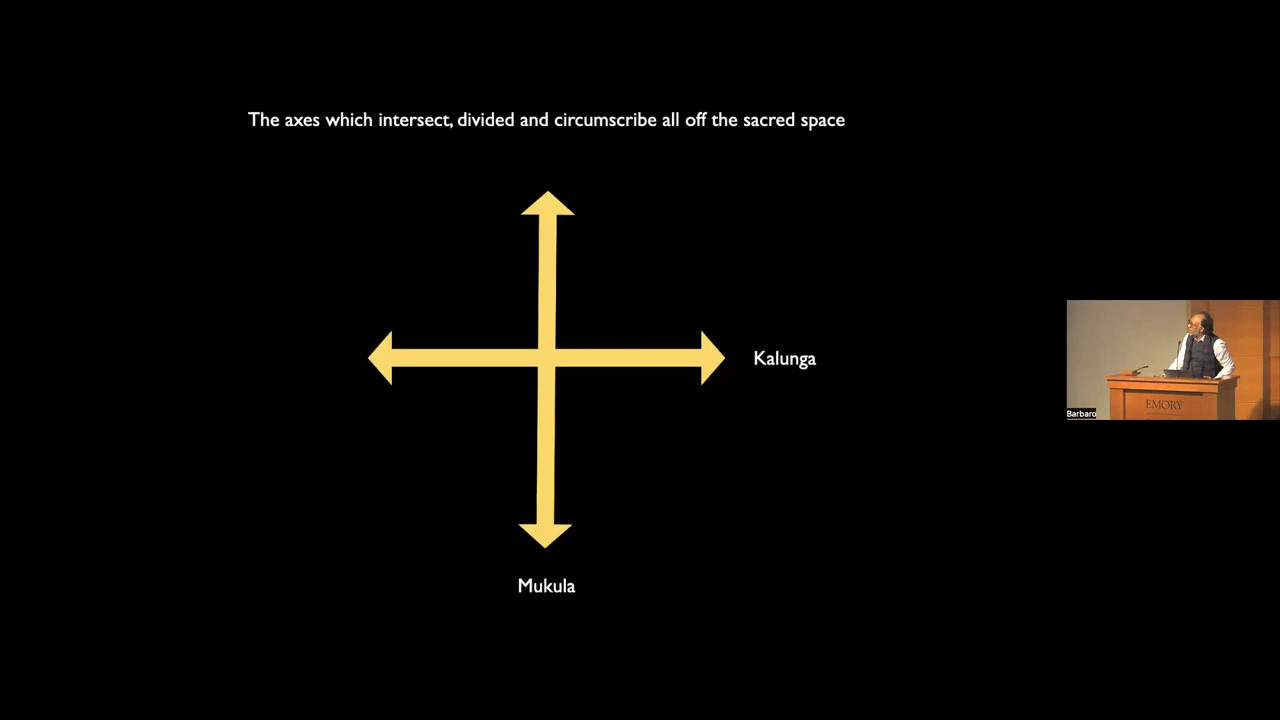 The axes which intersect, divided and circumscribe all off the sacred space
Kalunga
Mukula
EMORY
Barbaro